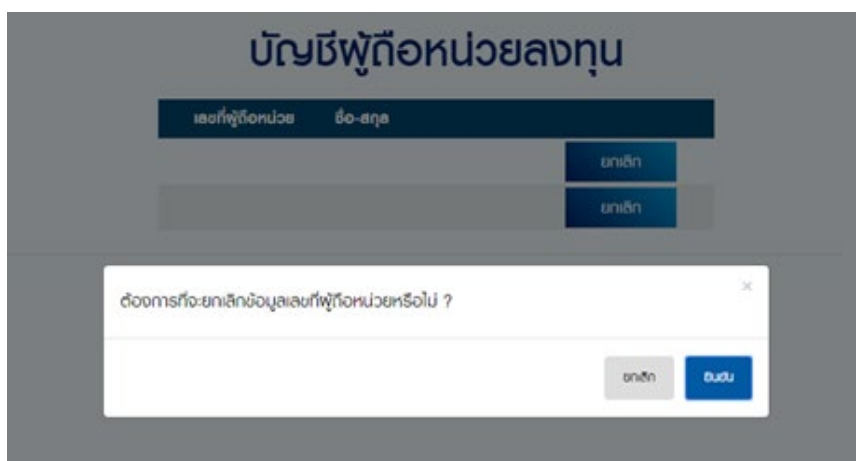 บัญชีผู้ถือหน่วยลงทุน
เลขที่ผู้ถือหน่วย ชื่อ-สกุล
ยกเลิก
ยกเลิก
ต้องการที่จะยกเลิกข้อมูลเลขที่ผู้ถือหน่วยหรือไม่ ?
×
ยกเลิก ยืนยัน